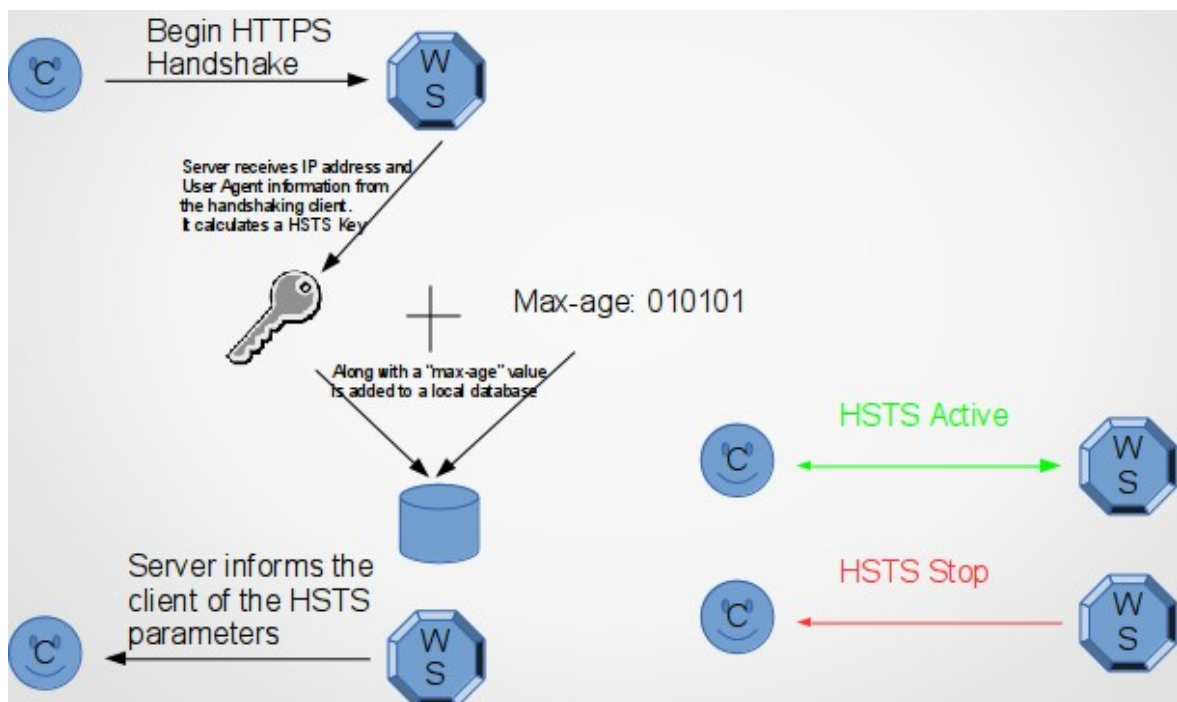 Begin HTTPS
Handshake
C
W
S
Server receives IP address and
User Agent information from
the handshaking client.
It calculates a HSTS Key
Max-age: 010101
Along with a "max-age" value
is added to a local database
HSTS Active
C
W
S
Server informs the
client of the HSTS
parameters
C
W
S
HSTS Stop
C
W
S